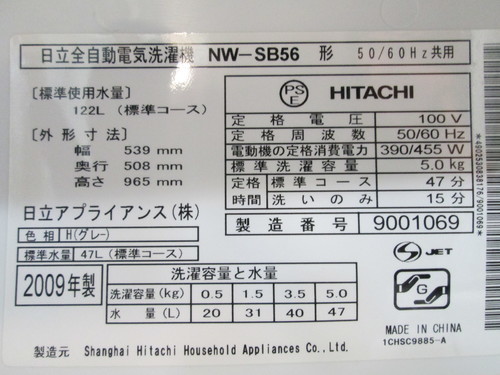 日立全自動電気洗濯機 NW-SB56 形 50/60Hz共用
[標準使用水量]
122L (標準コース)
[外形寸法]
幅 539 mm
奥行 508 mm
高さ 965 mm
日立アプライアンス(株)
色相 H(グレー)
標準水量 47L (標準コース)
2009年製
PSE HITACHI
定格電圧 100 V
定格周波数 50/60 Hz
電動機の定格消費電力 390/455 W
標準洗濯容量 5.0 kg
定格時間 標準コース 47 分
洗いのみ 15 分
製造番号 9001069
*4902530838176/9001069*
S JET
G
洗濯容量と水量
洗濯容量(kg) 0.5 1.5 3.5 5.0
水量(L) 20 31 40 47
製造元 Shanghai Hitachi Household Appliances Co.,Ltd.
MADE IN CHINA
1CHSC9885-A